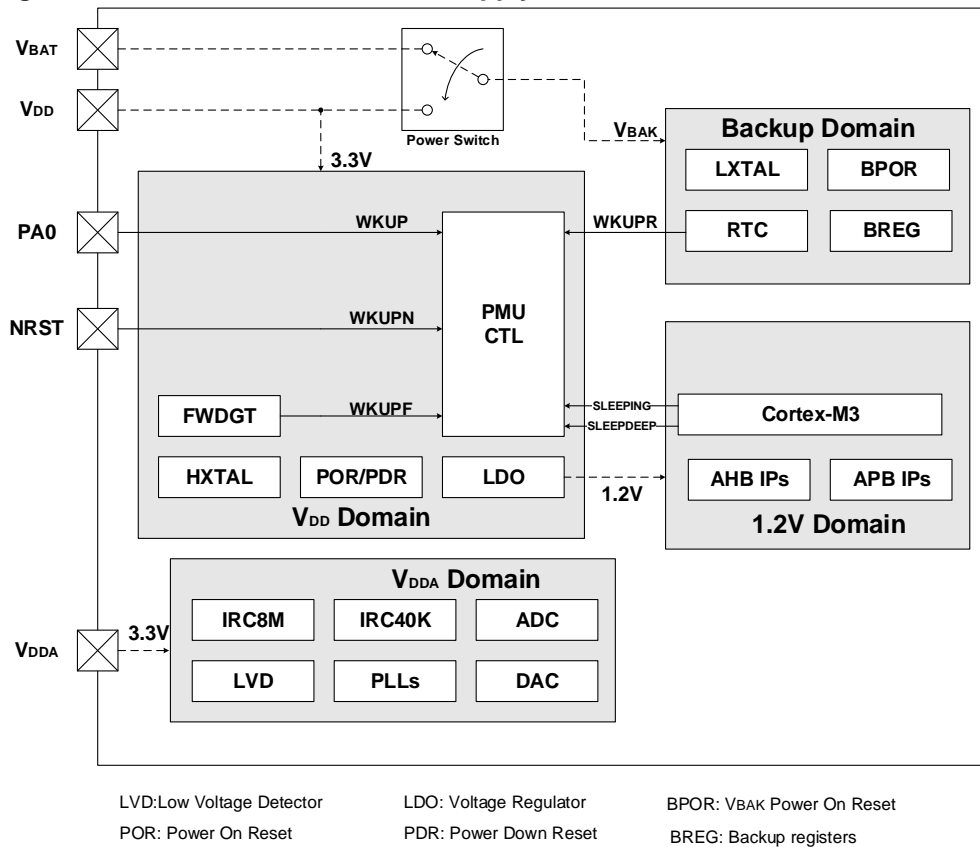 VBAT
VDD
Power Switch
3.3V
VBAK
Backup Domain
LXTAL
BPOR
RTC
BREG
PA0
WKUP
WKUPR
NRST
WKUPN
PMU
CTL
FWDGT
WKUPF
SLEEPING
SLEEPDEEP
Cortex-M3
HXTAL
POR/PDR
LDO
1.2V
AHB IPs
APB IPs
VDD Domain
1.2V Domain
VDDA Domain
VDDA
3.3V
IRC8M
IRC40K
ADC
LVD
PLLs
DAC
LVD:Low Voltage Detector
LDO: Voltage Regulator
BPOR: VBAK Power On Reset
POR: Power On Reset
PDR: Power Down Reset
BREG: Backup registers